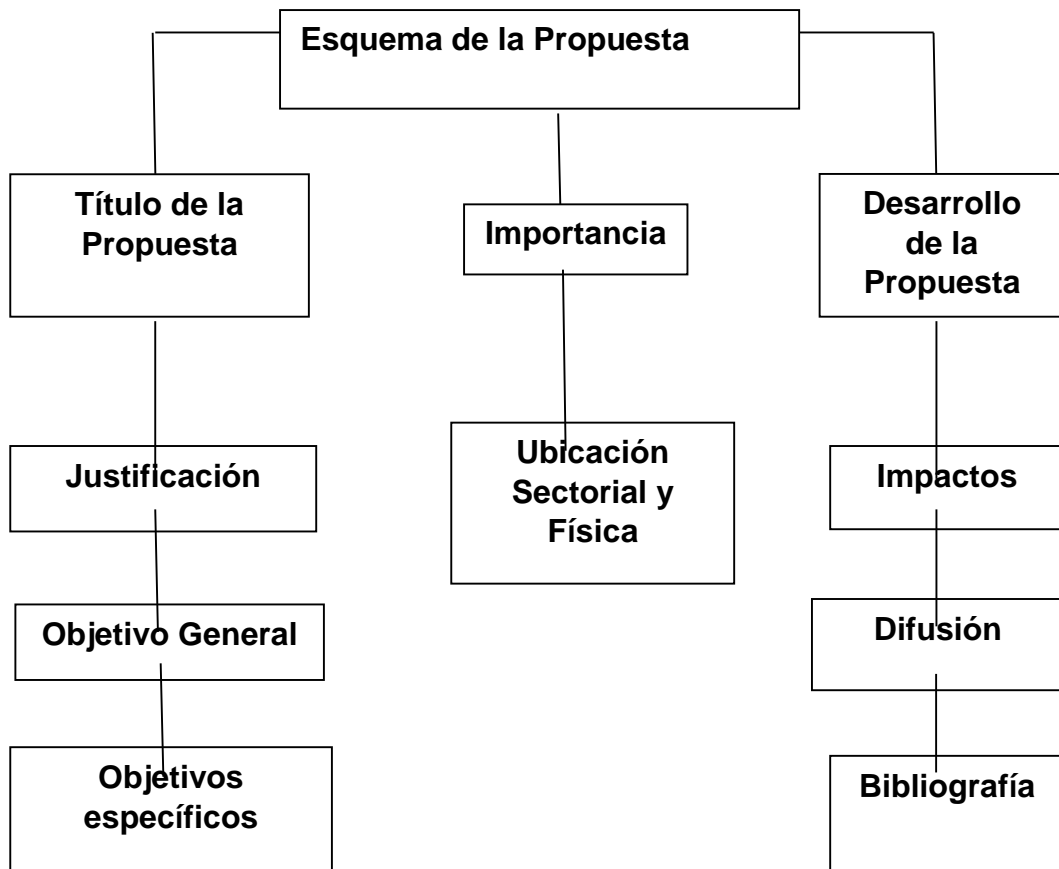 Esquema de la Propuesta
Título de la
Propuesta
Importancia
Desarrollo
de la
Propuesta
Justificación
Ubicación
Sectorial y
Física
Impactos
Objetivo General
Difusión
Objetivos
específicos
Bibliografía